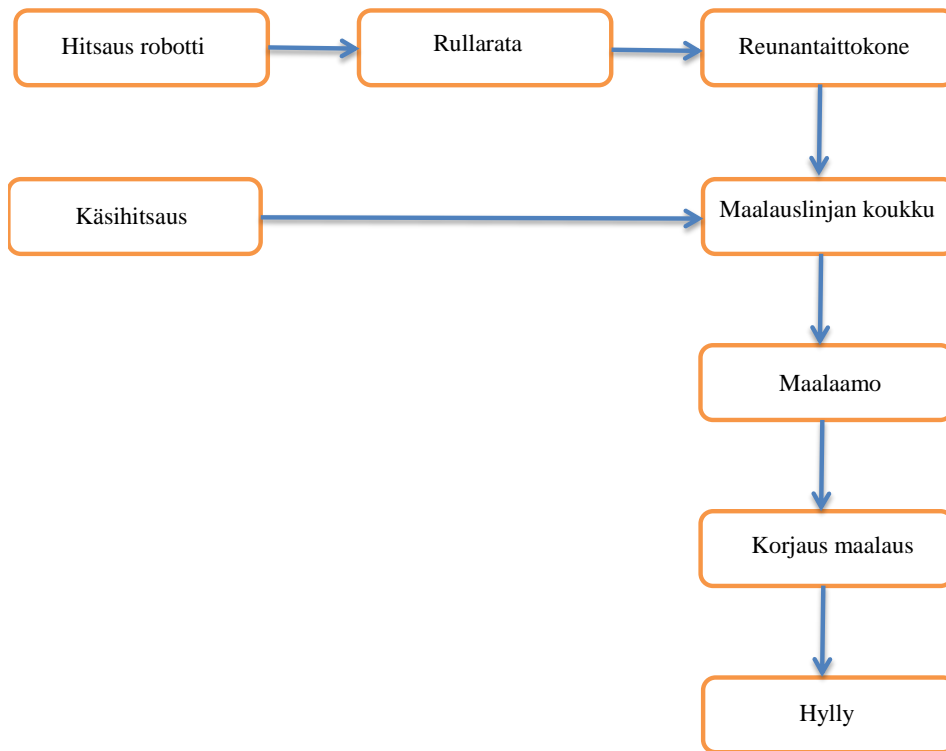 Hitsaus robotti
Rullarata
Reunantaittokone
Käsihitsaus
Maalauslinjan koukku
Maalaamo
Korjaus maalaus
Hylly